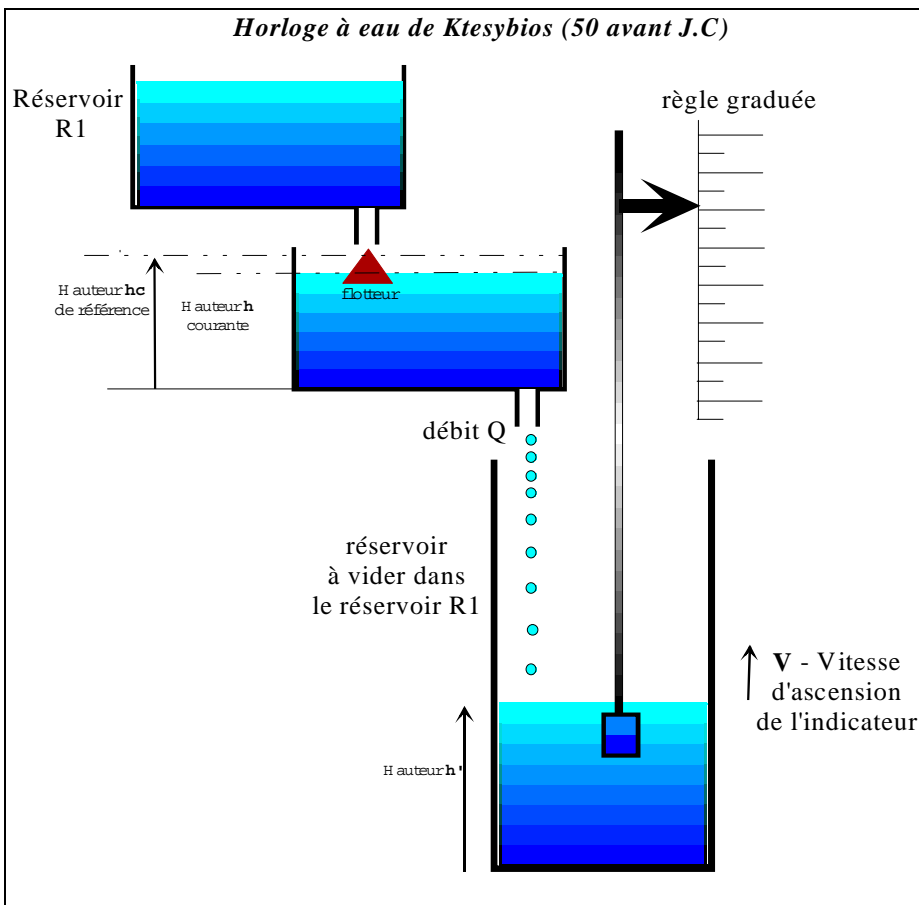 Horloge à eau de Ktesybios (50 avant J.C)
Réservoir
R1
règle graduée
Hauteur hc
de référence
Hauteur h
courante
flotteur
débit Q
réservoir
à vider dans
le réservoir R1
V - Vitesse
d'ascension
de l'indicateur
Hauteur h'